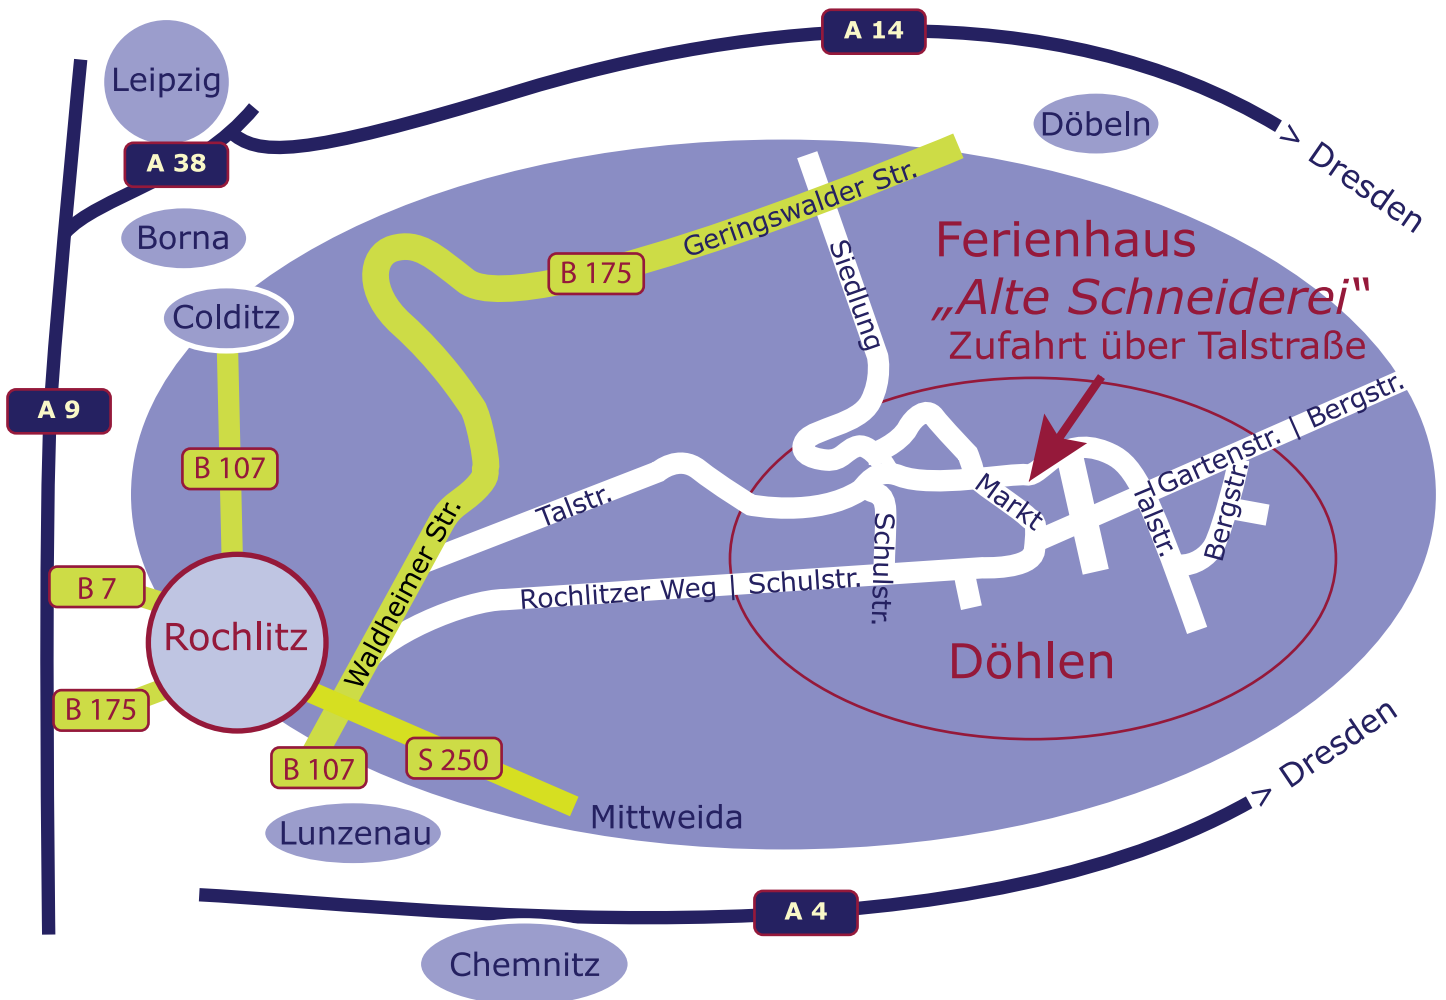 A 14
Leipzig
Döbeln
> Dresden
A 38
Borna
Geringswalder Str.
B 175
Siedlung
Ferienhaus
„Alte Schneiderei“
Zufahrt über Talstraße
Colditz
A 9
B 107
Gartenstr. | Bergstr.
Talstr.
Markt
Talstr.
Bergstr.
Schulstr.
Waldheimer Str.
Rochlitzer Weg | Schulstr.
B 7
Rochlitz
Döhlen
B 175
B 107
S 250
Mittweida
Lunzenau
> Dresden
A 4
Chemnitz